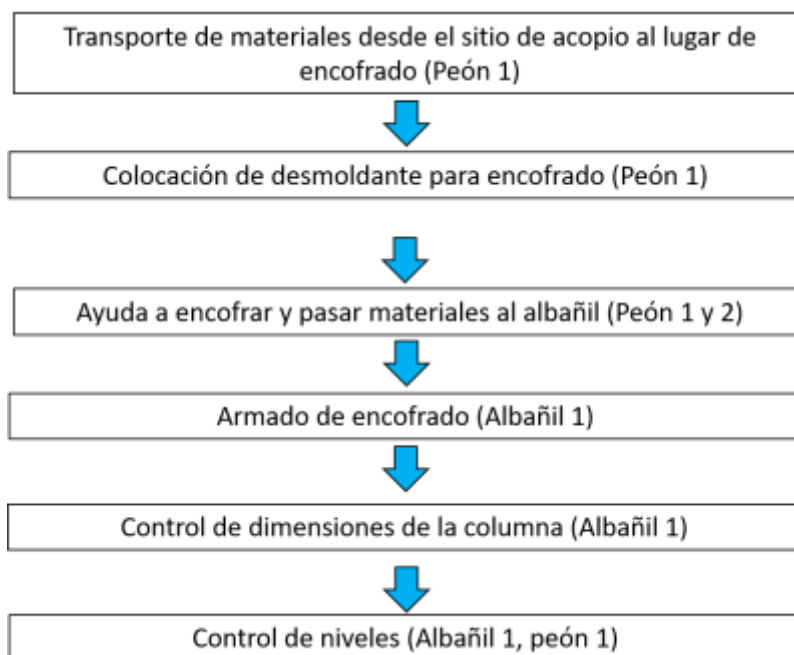 Transporte de materiales desde el sitio de acopio al lugar de
encofrado (Peón 1)
Colocación de desmoldante para encofrado (Peón 1)
Ayuda a encofrar y pasar materiales al albañil (Peón 1 y 2)
Armado de encofrado (Albañil 1)
Control de dimensiones de la columna (Albañil 1)
Control de niveles (Albañil 1, peón 1)